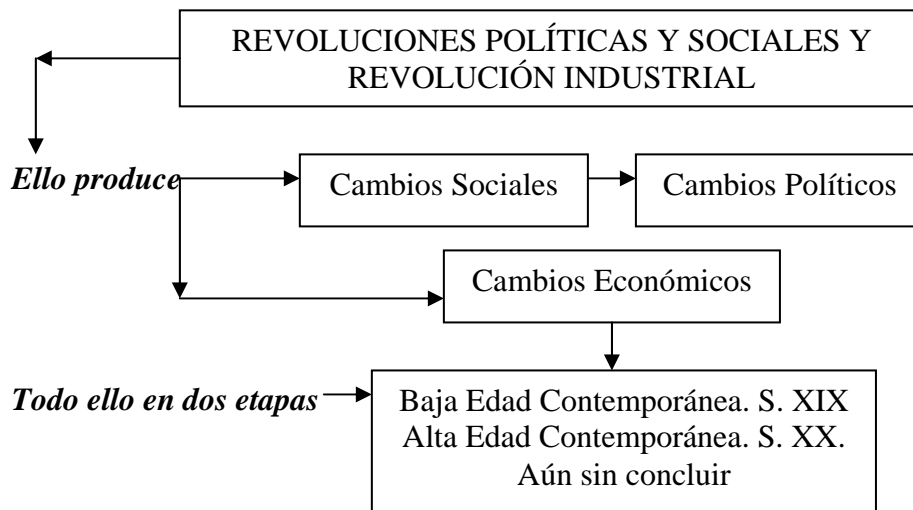 REVOLUCIONES POLÍTICAS Y SOCIALES Y
REVOLUCIÓN INDUSTRIAL
Ello produce
Cambios Sociales
Cambios Políticos
Cambios Económicos
Todo ello en dos etapas
Baja Edad Contemporánea. S. XIX
Alta Edad Contemporánea. S. XX.
Aún sin concluir